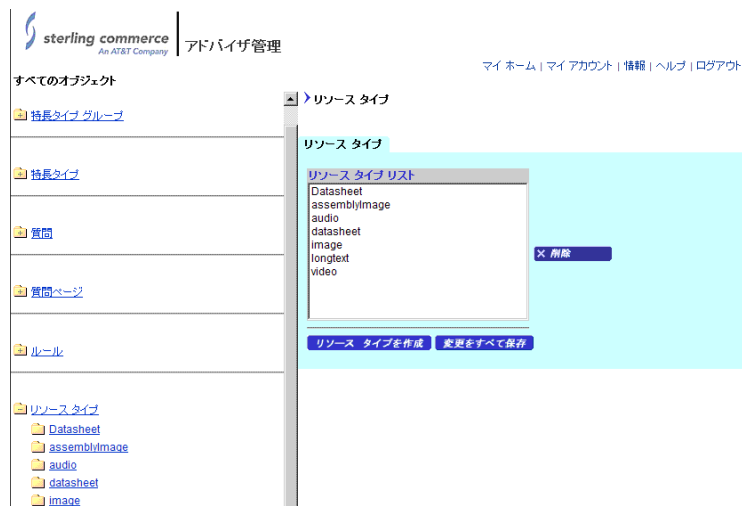 sterling commerce
An AT&T Company
アドバイザ管理
マイ ホーム | マイ アカウント | 情報 | ヘルプ | ログアウト
すべてのオブジェクト
特長タイプ グループ
特長タイプ
質問
質問ページ
ルール
リソース タイプ
Datasheet
assemblyImage
audio
datasheet
image
リソース タイプ
リソース タイプ
リソース タイプ リスト
Datasheet
assemblyImage
audio
datasheet
image
longtext
video
削除
リソース タイプを作成 変更をすべて保存